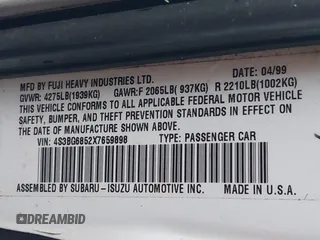 MFD BY FUJI HEAVY INDUSTRIES LTD. 04/99
GVWR: 4275LB(1939KG) GAWR:F 2065LB( 937KG) R 2210LB(1002KG)
THIS VEHICLE CONFORMS TO ALL APPLICABLE FEDERAL MOTOR VEHICLE
SAFETY, BUMPER, AND THEFT PREVENTION STANDARDS IN EFFECT ON
THE DATE OF MANUFACTURE SHOWN ABOVE.
VIN: 4S3BG6852X7659898 TYPE: PASSENGER CAR
ASSEMBLED BY SUBARU-ISUZU AUTOMOTIVE INC. MADE IN U.S.A.
DREAMBID